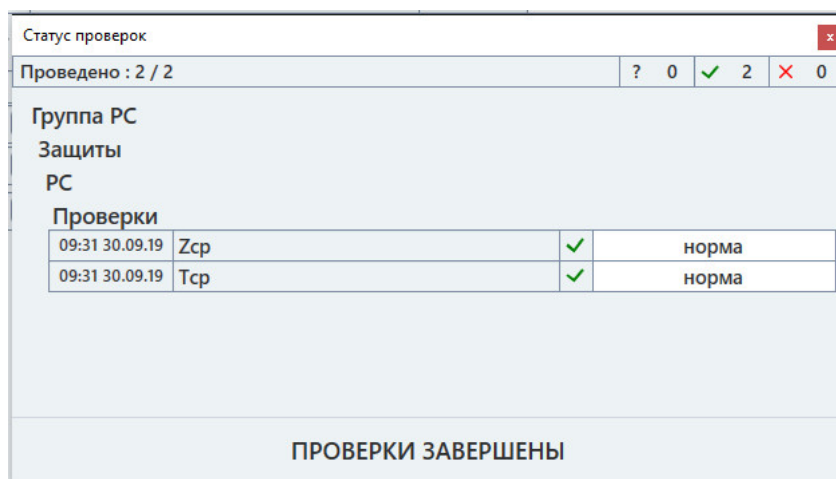 Статус проверок x
Проведено : 2 / 2 ? 0 ✓ 2 ✕ 0
Группа РС
Защиты
РС
Проверки
09:31 30.09.19 Zср ✓ норма
09:31 30.09.19 Тср ✓ норма
ПРОВЕРКИ ЗАВЕРШЕНЫ